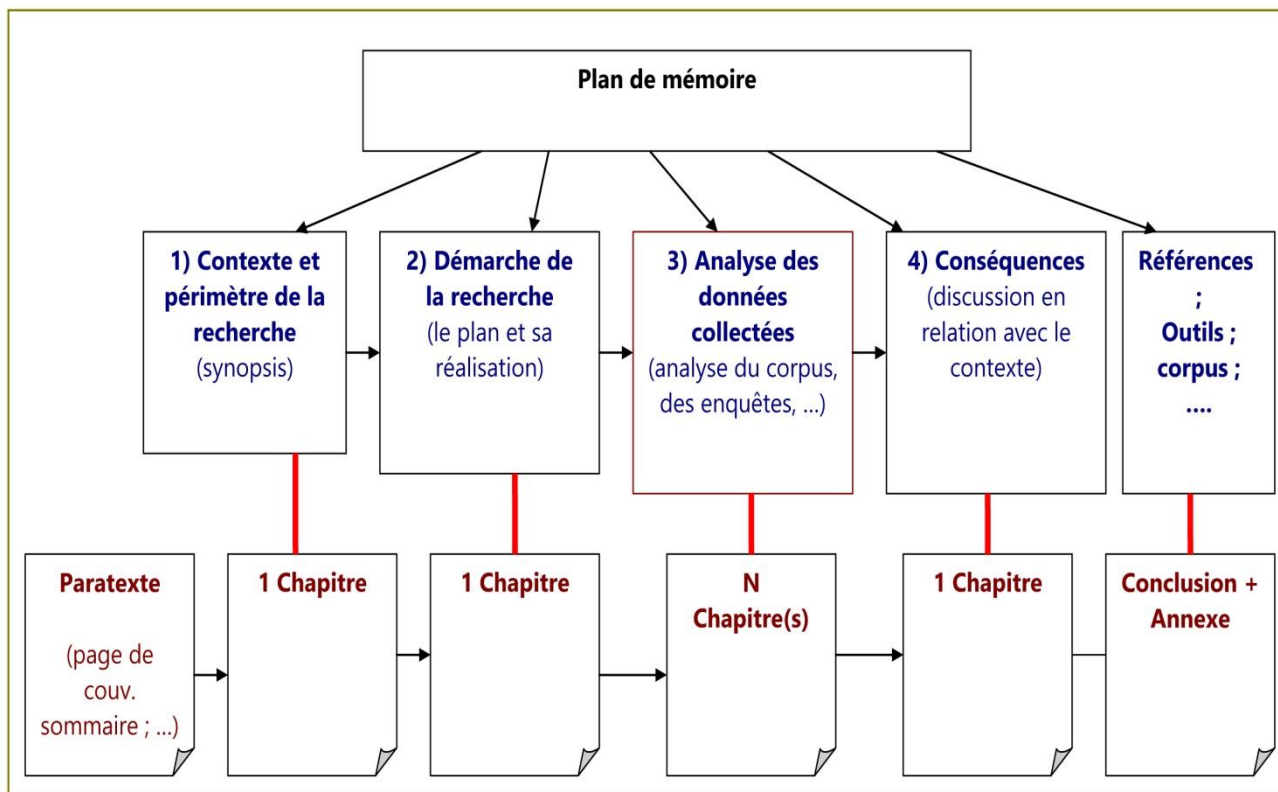 Plan de mémoire
1) Contexte et
périmètre de la
recherche
(synopsis)
2) Démarche de
la recherche
(le plan et sa
réalisation)
3) Analyse des
données
collectées
(analyse du corpus,
des enquêtes, ...)
4) Conséquences
(discussion en
relation avec le
contexte)
Références
;
Outils ;
corpus ;
....
Paratexte
(page de
couv.
sommaire ; ...)
1 Chapitre
1 Chapitre
N
Chapitre(s)
1 Chapitre
Conclusion +
Annexe